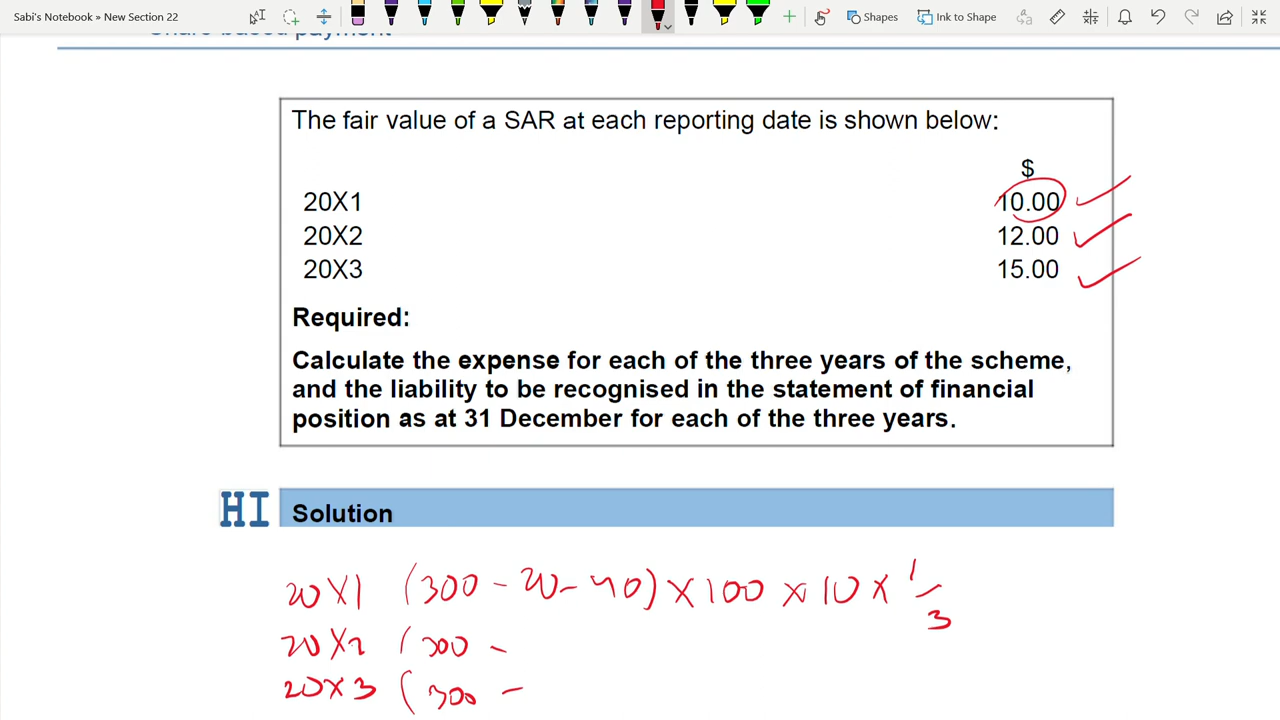 Sabi's Notebook » New Section 22
Shapes
Ink to Shape
Share-based payment
The fair value of a SAR at each reporting date is shown below:
$
20X1 10.00
20X2 12.00
20X3 15.00
Required:
Calculate the expense for each of the three years of the scheme,
and the liability to be recognised in the statement of financial
position as at 31 December for each of the three years.
HI Solution
20X1 (300 - 20 - 40) × 100 × 10 × 1/3
20X2 (300 -
20X3 (300 -